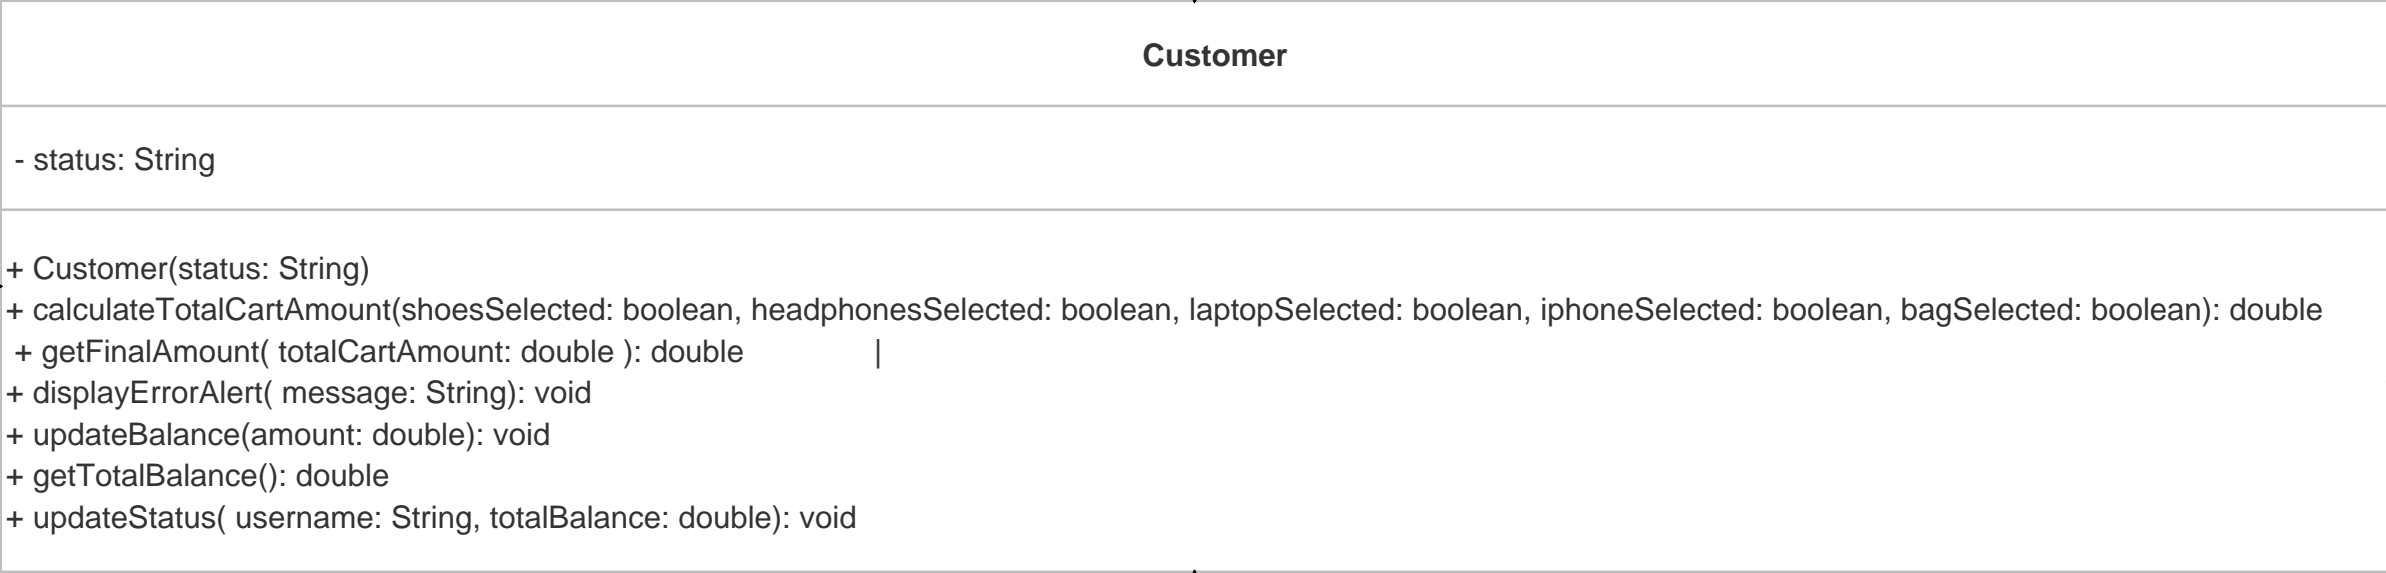 Customer
- status: String
+ Customer(status: String)
+ calculateTotalCartAmount(shoesSelected: boolean, headphonesSelected: boolean, laptopSelected: boolean, iphoneSelected: boolean, bagSelected: boolean): double
+ getFinalAmount( totalCartAmount: double ): double |
+ displayErrorAlert( message: String): void
+ updateBalance(amount: double): void
+ getTotalBalance(): double
+ updateStatus( username: String, totalBalance: double): void